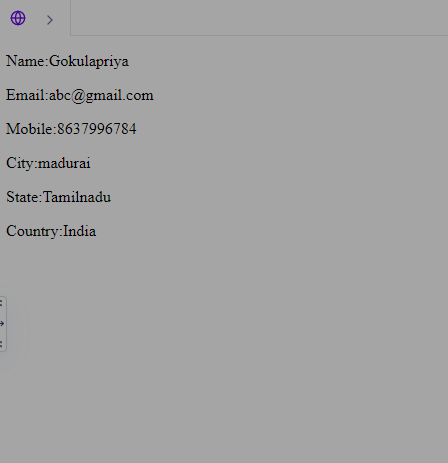 Name:Gokulapriya
Email:abc@gmail.com
Mobile:8637996784
City:madurai
State:Tamilnadu
Country:India